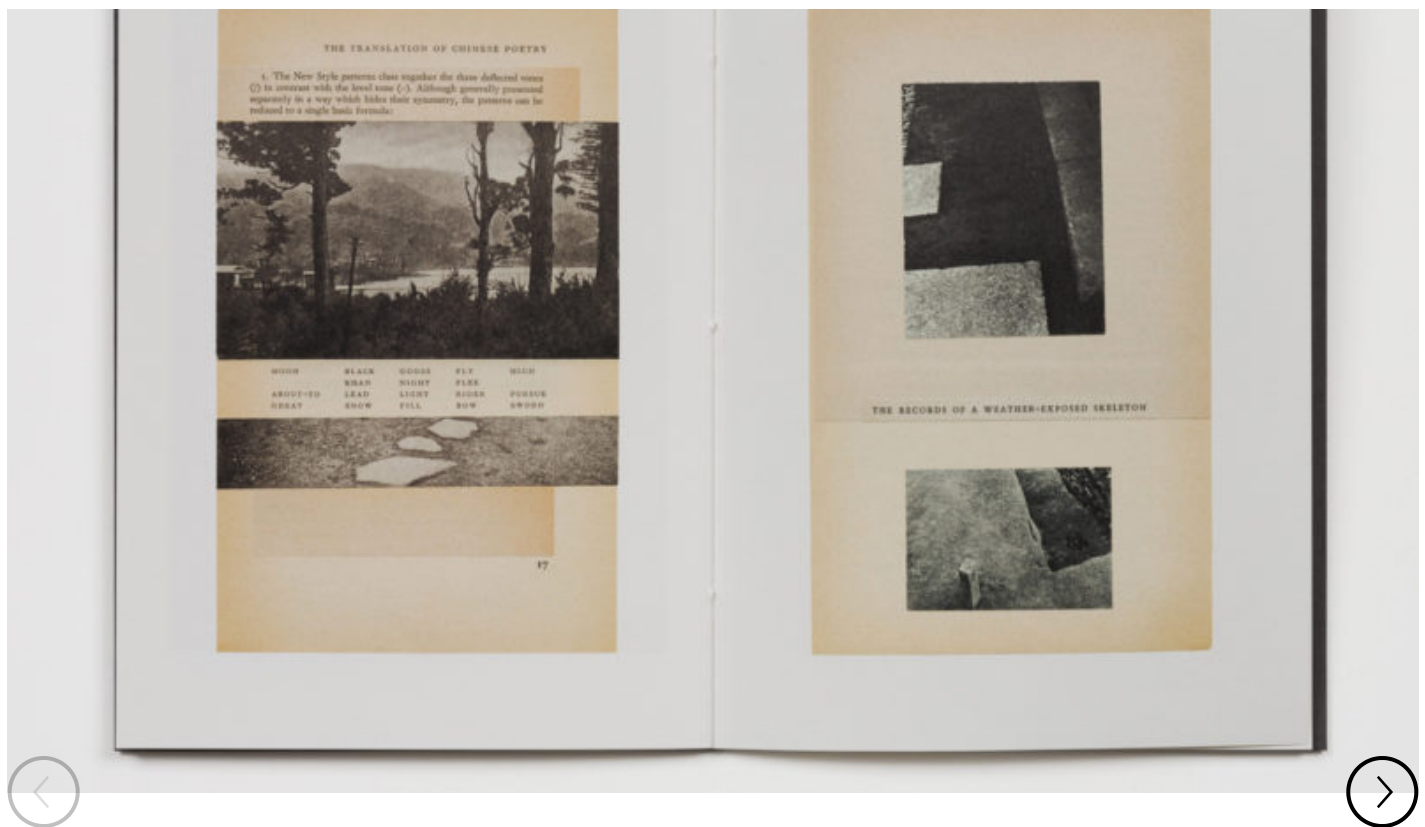 THE TRANSLATION OF CHINESE POETRY
1. The New Style patterns class together the three deflected tones
(/) in contrast with the level tone (–). Although generally presented
separately in a way which hides their symmetry, the patterns can be
reduced to a single basic formula:
MOON BLACK GOOSE FLY HIGH
KHAN NIGHT FLEE
ABOUT-TO LEAD LIGHT RIDER PURSUE
GREAT SNOW FILL BOW SWORD
17
THE RECORDS OF A WEATHER-EXPOSED SKELETON